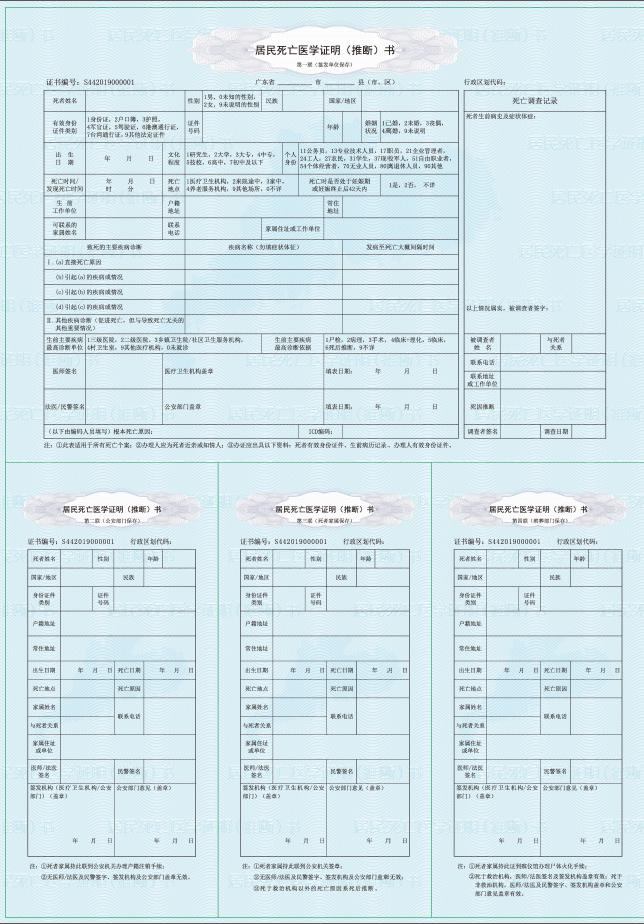 居民死亡医学证明（推断）书
第一联（签发单位保存）
证书编号：S442019000001 广东省 市 县（市、区） 行政区划代码：
死者姓名 性别 1男，0未知的性别， 2女，9未说明的性别 民族 国家/地区 死亡调查记录
有效身份 证件类别 1身份证，2户口簿，3护照， 4军官证，5驾驶证，6港澳通行证， 7台湾通行证，9其他法定证件 证件 号码 年龄 婚姻 状况 1已婚，2未婚，3丧偶， 4离婚，9未说明 死者生前病史及症状体征：
出 生 日 期 年 月 日 文化 程度 1研究生，2大学，3大专，4中专， 5技校，6高中，7初中及以下 个人 身份 11公务员，13专业技术人员，17职员，21企业管理者， 24工人，27农民，31学生，37现役军人，51自由职业者， 54个体经营者，70无业人员，80离退休人员，90其他
死亡时间/ 发现死亡时间 年 月 日 时 分 死亡 地点 1医疗卫生机构，2来院途中，3家中， 4养老服务机构，9其他场所，0不详 死亡时是否处于妊娠期 或妊娠终止后42天内 1是，2否， 不详
生 前 工作单位 户籍 地址 常住 地址
可联系的 家属姓名 联系 电话 家属住址或工作单位
致死的主要疾病诊断 疾病名称（勿填症状体征） 发病至死亡大概间隔时间
Ⅰ.(a)直接死亡原因
(b)引起(a)的疾病或情况
(c)引起(b)的疾病或情况
(d)引起(c)的疾病或情况
以上情况属实，被调查者签字：
Ⅱ.其他疾病诊断（促进死亡，但与导致死亡无关的 其他重要情况）
生前主要疾病 最高诊断单位 1三级医院，2二级医院，3乡镇卫生院/社区卫生服务机构， 4村卫生室，9其他医疗机构，0未就诊 生前主要疾病 最高诊断依据 1尸检，2病理，3手术，4临床+理化，5临床， 6死后推断，9不详 被调查者 姓 名 与死者 关系
医师签名 医疗卫生机构盖章 填表日期： 年 月 日 联系电话
联系地址 或工作单位
法医/民警签名 公安部门盖章 填表日期： 年 月 日 死因推断
（以下由编码人员填写）根本死亡原因： ICD编码： 调查者签名 调查日期
注：①此表适用于所有死亡个案；②办理人应为死者近亲或知情人；③办证应出具以下资料：死者有效身份证件、生前病历记录、办理人有效身份证件。
居民死亡医学证明（推断）书
第二联（公安部门保存）
证书编号：S442019000001 行政区划代码：
死者姓名 性别 年龄
国家/地区 民族
身份证件 类别 证件 号码
户籍地址
常住地址
出生日期 年 月 日 死亡日期 年 月 日
死亡地点 死亡原因
家属姓名 联系电话
与死者关系
家属住址 或单位
医师/法医 签名 民警签名
签发机构（医疗卫生机构/公安 部门）（盖章） 公安部门意见（盖章）
年 月 日 年 月 日
注：①死者家属持此联到公安机关办理户籍注销手续；
②无医师/法医及民警签字、签发机构及公安部门盖章无效。
居民死亡医学证明（推断）书
第三联（死者家属保存）
证书编号：S442019000001 行政区划代码：
死者姓名 性别 年龄
国家/地区 民族
身份证件 类别 证件 号码
户籍地址
常住地址
出生日期 年 月 日 死亡日期 年 月 日
死亡地点 死亡原因
家属姓名 联系电话
与死者关系
家属住址 或单位
医师/法医 签名 民警签名
签发机构（医疗卫生机构/公安 部门）（盖章） 公安部门意见（盖章）
年 月 日 年 月 日
注：①死者家属持此联到公安机关签章；
②无医师/法医及民警签字、签发机构及公安部门盖章无效；
③死于救治机构以外的死亡原因系死后推断。
居民死亡医学证明（推断）书
第四联（殡葬部门保存）
证书编号：S442019000001 行政区划代码：
死者姓名 性别 年龄
国家/地区 民族
身份证件 类别 证件 号码
户籍地址
常住地址
出生日期 年 月 日 死亡日期 年 月 日
死亡地点 死亡原因
家属姓名 联系电话
与死者关系
家属住址 或单位
医师/法医 签名 民警签名
签发机构（医疗卫生机构/公安 部门）（盖章） 公安部门意见（盖章）
年 月 日 年 月 日
注：①死者家属持此证到殡仪馆办理尸体火化手续；
②死于救治机构，医师/法医签名及签发机构盖章有效；死于
非救治机构，医师/法医及民警签字、签发机构盖章和公安部
门意见盖章有效。